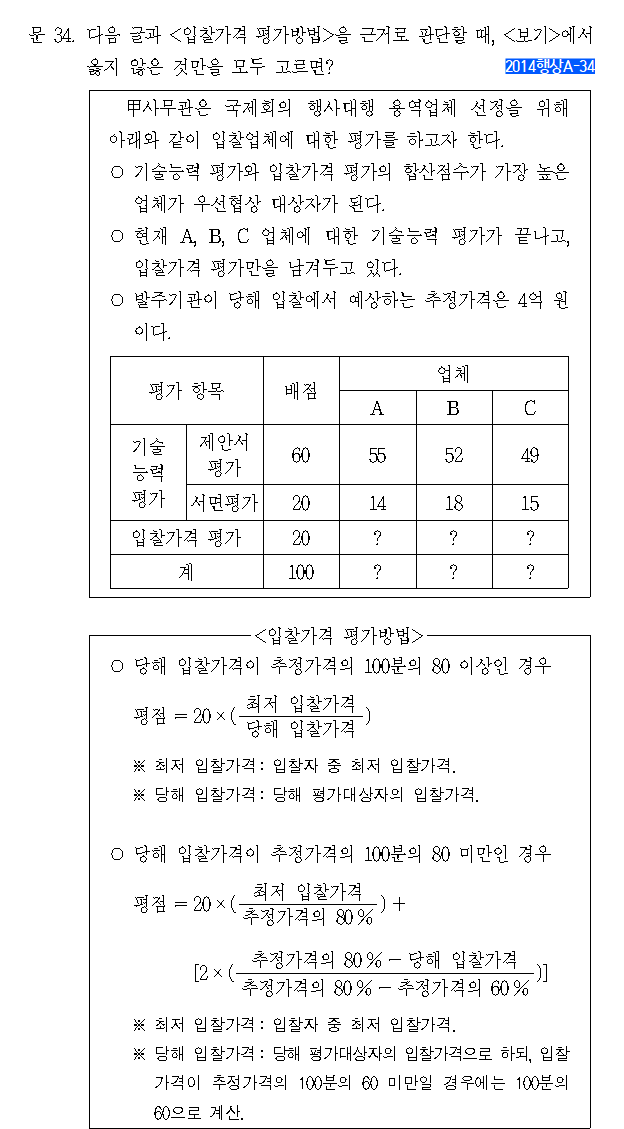 문 34. 다음 글과 <입찰가격 평가방법>을 근거로 판단할 때, <보기>에서
옳지 않은 것만을 모두 고르면?
2014행상A-34
甲사무관은 국제회의 행사대행 용역업체 선정을 위해
아래와 같이 입찰업체에 대한 평가를 하고자 한다.
○ 기술능력 평가와 입찰가격 평가의 합산점수가 가장 높은
업체가 우선협상 대상자가 된다.
○ 현재 A, B, C 업체에 대한 기술능력 평가가 끝나고,
입찰가격 평가만을 남겨두고 있다.
○ 발주기관이 당해 입찰에서 예상하는 추정가격은 4억 원
이다.
평가 항목 배점 업체
A B C
기술능력 평가 제안서 평가 60 55 52 49
서면평가 20 14 18 15
입찰가격 평가 20 ? ? ?
계 100 ? ? ?
<입찰가격 평가방법>
○ 당해 입찰가격이 추정가격의 100분의 80 이상인 경우
평점 = 20 × (최저 입찰가격 / 당해 입찰가격)
※ 최저 입찰가격 : 입찰자 중 최저 입찰가격.
※ 당해 입찰가격 : 당해 평가대상자의 입찰가격.
○ 당해 입찰가격이 추정가격의 100분의 80 미만인 경우
평점 = 20 × (최저 입찰가격 / 추정가격의 80%) +
[2 × (추정가격의 80% - 당해 입찰가격 / 추정가격의 80% - 추정가격의 60%)]
※ 최저 입찰가격 : 입찰자 중 최저 입찰가격.
※ 당해 입찰가격 : 당해 평가대상자의 입찰가격으로 하되, 입찰
가격이 추정가격의 100분의 60 미만일 경우에는 100분의
60으로 계산.